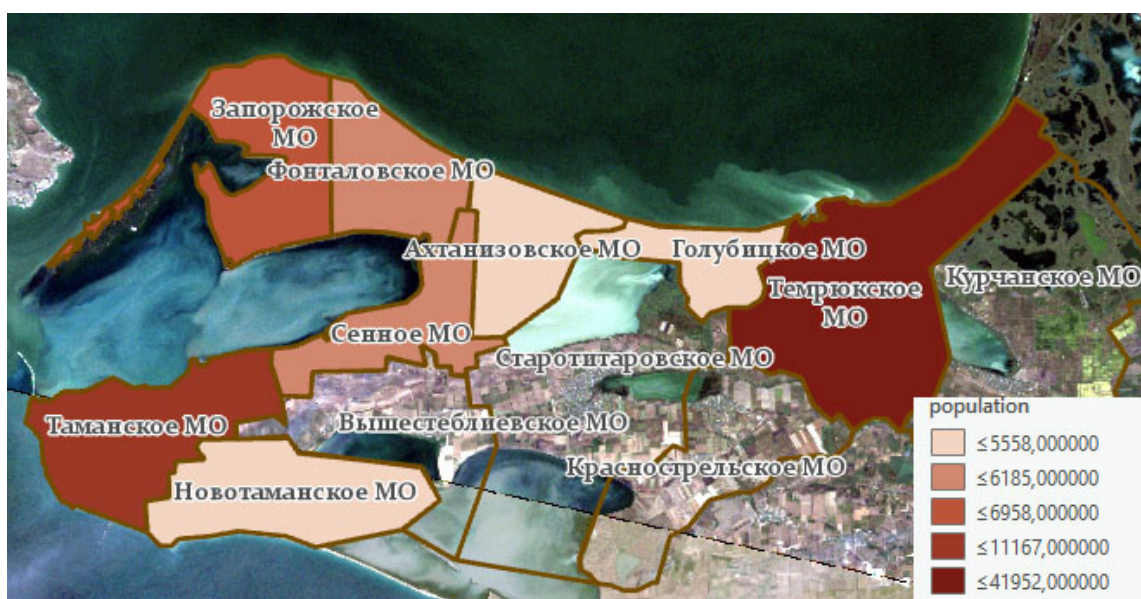 Запорожское
МО
Фонталовское МО
Ахтанизовское МО
Голубицкое МО
Курчанское МО
Темрюкское
МО
Сенное МО
Старотитаровское МО
Таманское МО
Вышестеблиевское МО
Краснострельское МО
Новотаманское МО
population
≤5558,000000
≤6185,000000
≤6958,000000
≤11167,000000
≤41952,000000